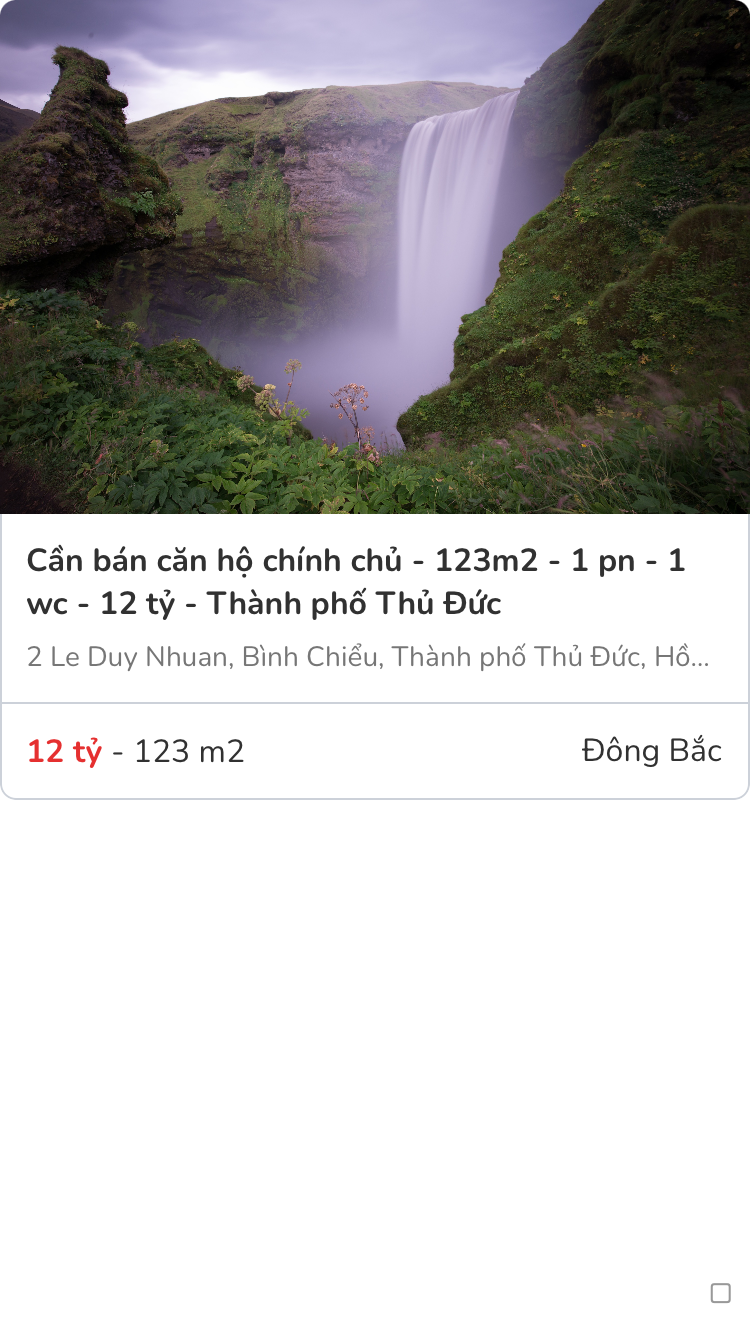 Cần bán căn hộ chính chủ - 123m2 - 1 pn - 1
wc - 12 tỷ - Thành phố Thủ Đức
2 Le Duy Nhuan, Bình Chiểu, Thành phố Thủ Đức, Hồ...
12 tỷ - 123 m2
Đông Bắc